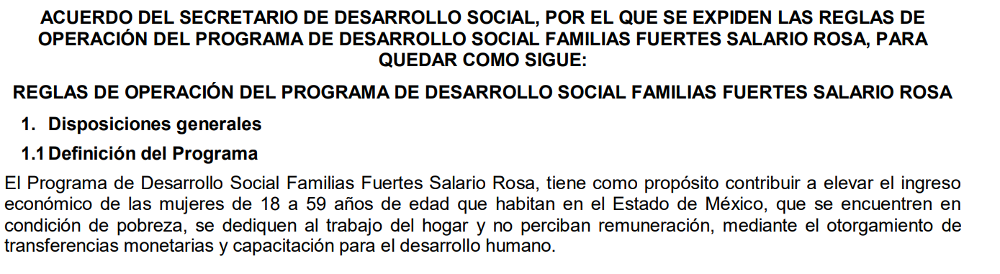 ACUERDO DEL SECRETARIO DE DESARROLLO SOCIAL, POR EL QUE SE EXPIDEN LAS REGLAS DE
OPERACIÓN DEL PROGRAMA DE DESARROLLO SOCIAL FAMILIAS FUERTES SALARIO ROSA, PARA
QUEDAR COMO SIGUE:
REGLAS DE OPERACIÓN DEL PROGRAMA DE DESARROLLO SOCIAL FAMILIAS FUERTES SALARIO ROSA
1. Disposiciones generales
1.1 Definición del Programa
El Programa de Desarrollo Social Familias Fuertes Salario Rosa, tiene como propósito contribuir a elevar el ingreso
económico de las mujeres de 18 a 59 años de edad que habitan en el Estado de México, que se encuentren en
condición de pobreza, se dediquen al trabajo del hogar y no perciban remuneración, mediante el otorgamiento de
transferencias monetarias y capacitación para el desarrollo humano.